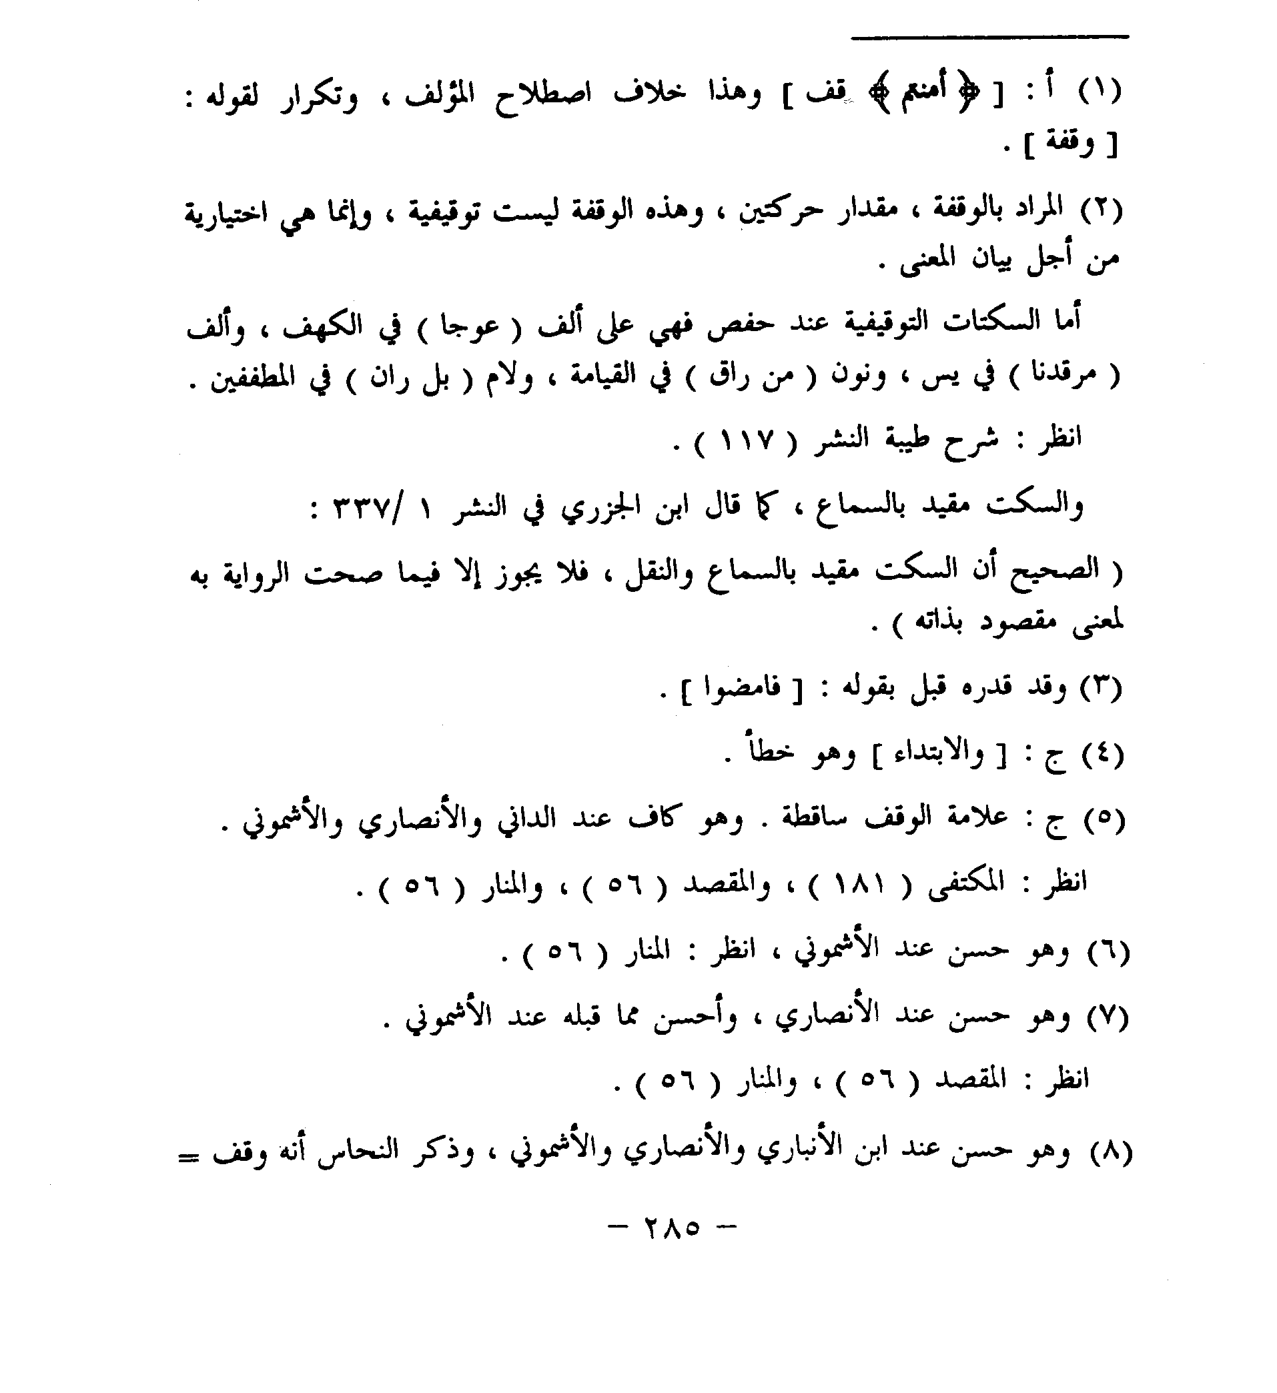 (١) أ : [ ﴿ أمنتم ﴾ قف ] وهذا خلاف اصطلاح المؤلف ، وتكرار لقوله :
[ وقفة ] .
(٢) المراد بالوقفة ، مقدار حركتين ، وهذه الوقفة ليست توقيفية ، وإنما هي اختيارية
من أجل بيان المعنى .
أما السكتات التوقيفية عند حفص فهي على ألف ( عوجا ) في الكهف ، وألف
( مرقدنا ) في يس ، ونون ( من راق ) في القيامة ، ولام ( بل ران ) في المطففين .
انظر : شرح طيبة النشر ( ١١٧ ) .
والسكت مقيد بالسماع ، كما قال ابن الجزري في النشر ١ /٣٣٧ :
( الصحيح أن السكت مقيد بالسماع والنقل ، فلا يجوز إلا فيما صحت الرواية به
لمعنى مقصود بذاته ) .
(٣) وقد قدره قبل بقوله : [ فامضوا ] .
(٤) ج : [ والابتداء ] وهو خطأ .
(٥) ج : علامة الوقف ساقطة . وهو كاف عند الداني والأنصاري والأشموني .
انظر : المكتفى ( ١٨١ ) ، والمقصد ( ٥٦ ) ، والمنار ( ٥٦ ) .
(٦) وهو حسن عند الأشموني ، انظر : المنار ( ٥٦ ) .
(٧) وهو حسن عند الأنصاري ، وأحسن مما قبله عند الأشموني .
انظر : المقصد ( ٥٦ ) ، والمنار ( ٥٦ ) .
(٨) وهو حسن عند ابن الأنباري والأنصاري والأشموني ، وذكر النحاس أنه وقف =
– ٢٨٥ –